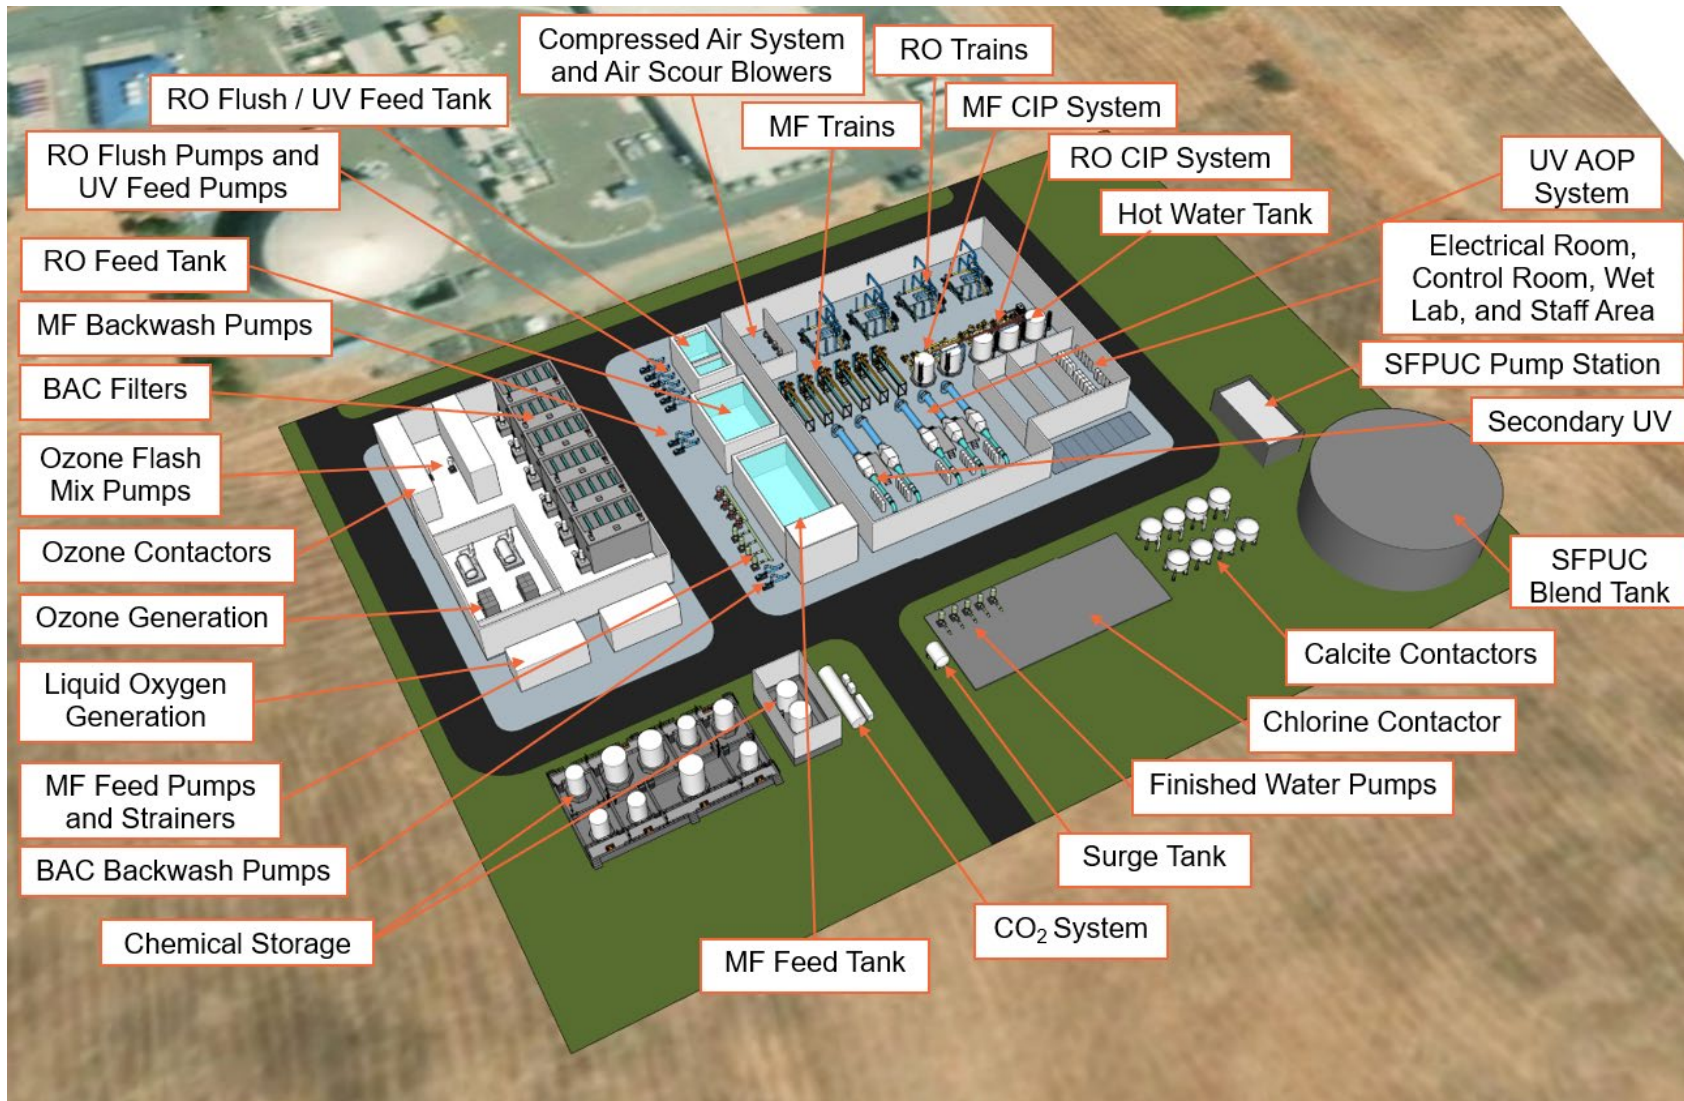 Compressed Air System
and Air Scour Blowers
RO Trains
RO Flush / UV Feed Tank
MF CIP System
MF Trains
RO Flush Pumps and
UV Feed Pumps
RO CIP System
UV AOP
System
Hot Water Tank
RO Feed Tank
Electrical Room,
Control Room, Wet
Lab, and Staff Area
MF Backwash Pumps
SFPUC Pump Station
BAC Filters
Secondary UV
Ozone Flash
Mix Pumps
Ozone Contactors
SFPUC
Blend Tank
Ozone Generation
Calcite Contactors
Liquid Oxygen
Generation
Chlorine Contactor
MF Feed Pumps
and Strainers
Finished Water Pumps
BAC Backwash Pumps
Surge Tank
Chemical Storage
CO₂ System
MF Feed Tank